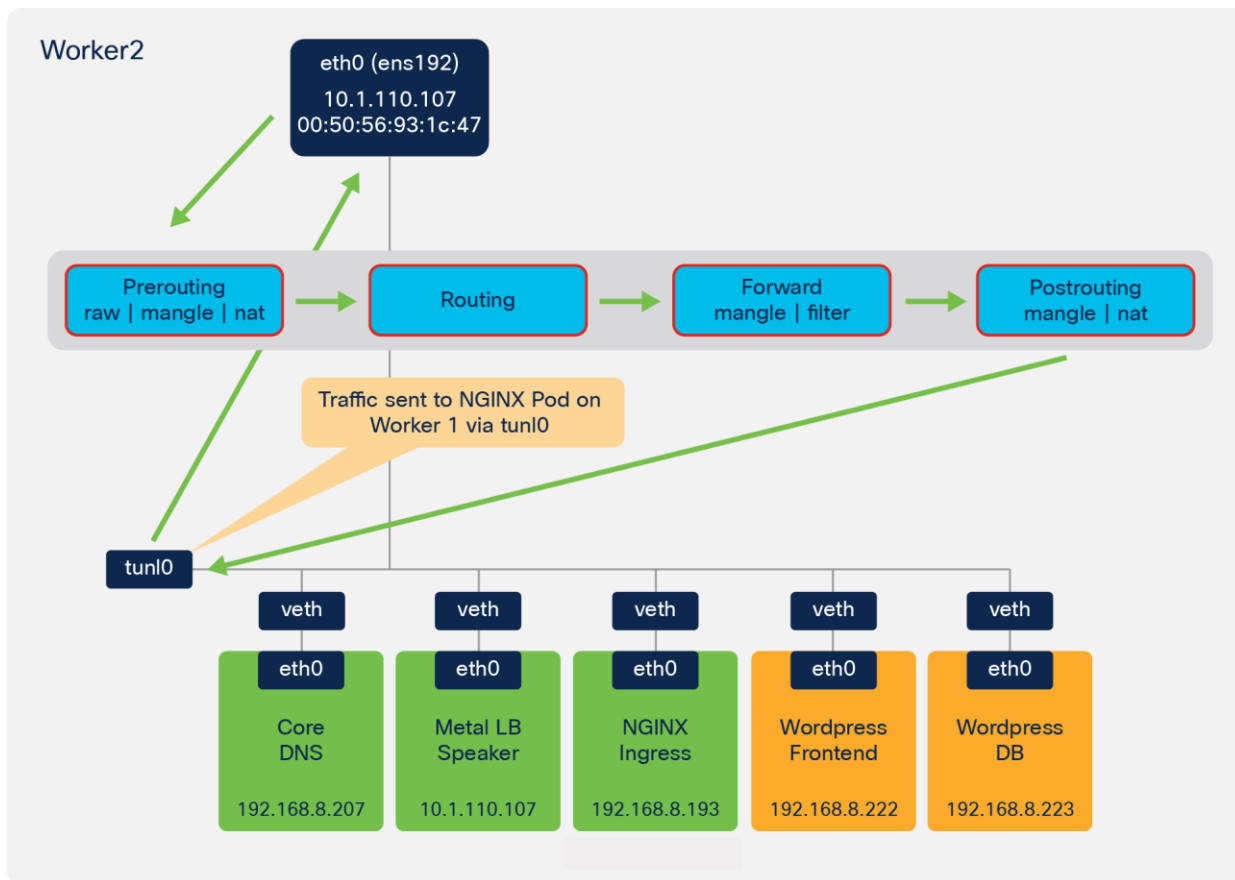 Worker2
eth0 (ens192)
10.1.110.107
00:50:56:93:1c:47
Prerouting
raw | mangle | nat
Routing
Forward
mangle | filter
Postrouting
mangle | nat
Traffic sent to NGINX Pod on
Worker 1 via tunl0
tunl0
veth
veth
veth
veth
veth
eth0
eth0
eth0
eth0
eth0
Core
DNS
192.168.8.207
Metal LB
Speaker
10.1.110.107
NGINX
Ingress
192.168.8.193
Wordpress
Frontend
192.168.8.222
Wordpress
DB
192.168.8.223